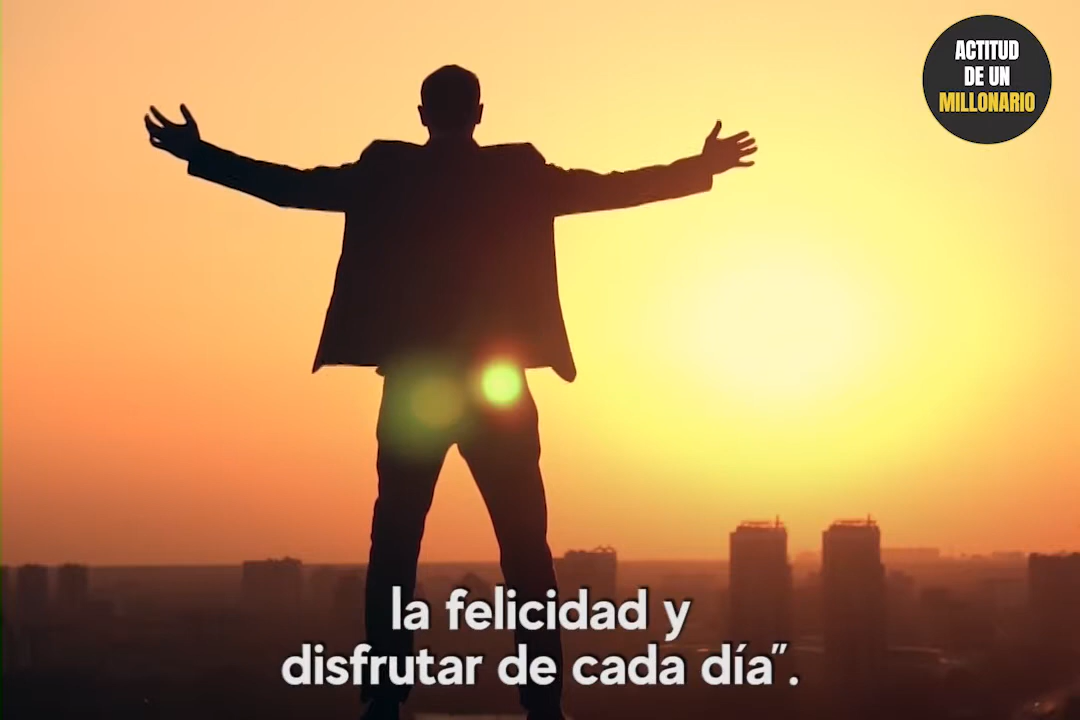 ACTITUD
DE UN
MILLONARIO
la felicidad y
disfrutar de cada día”.